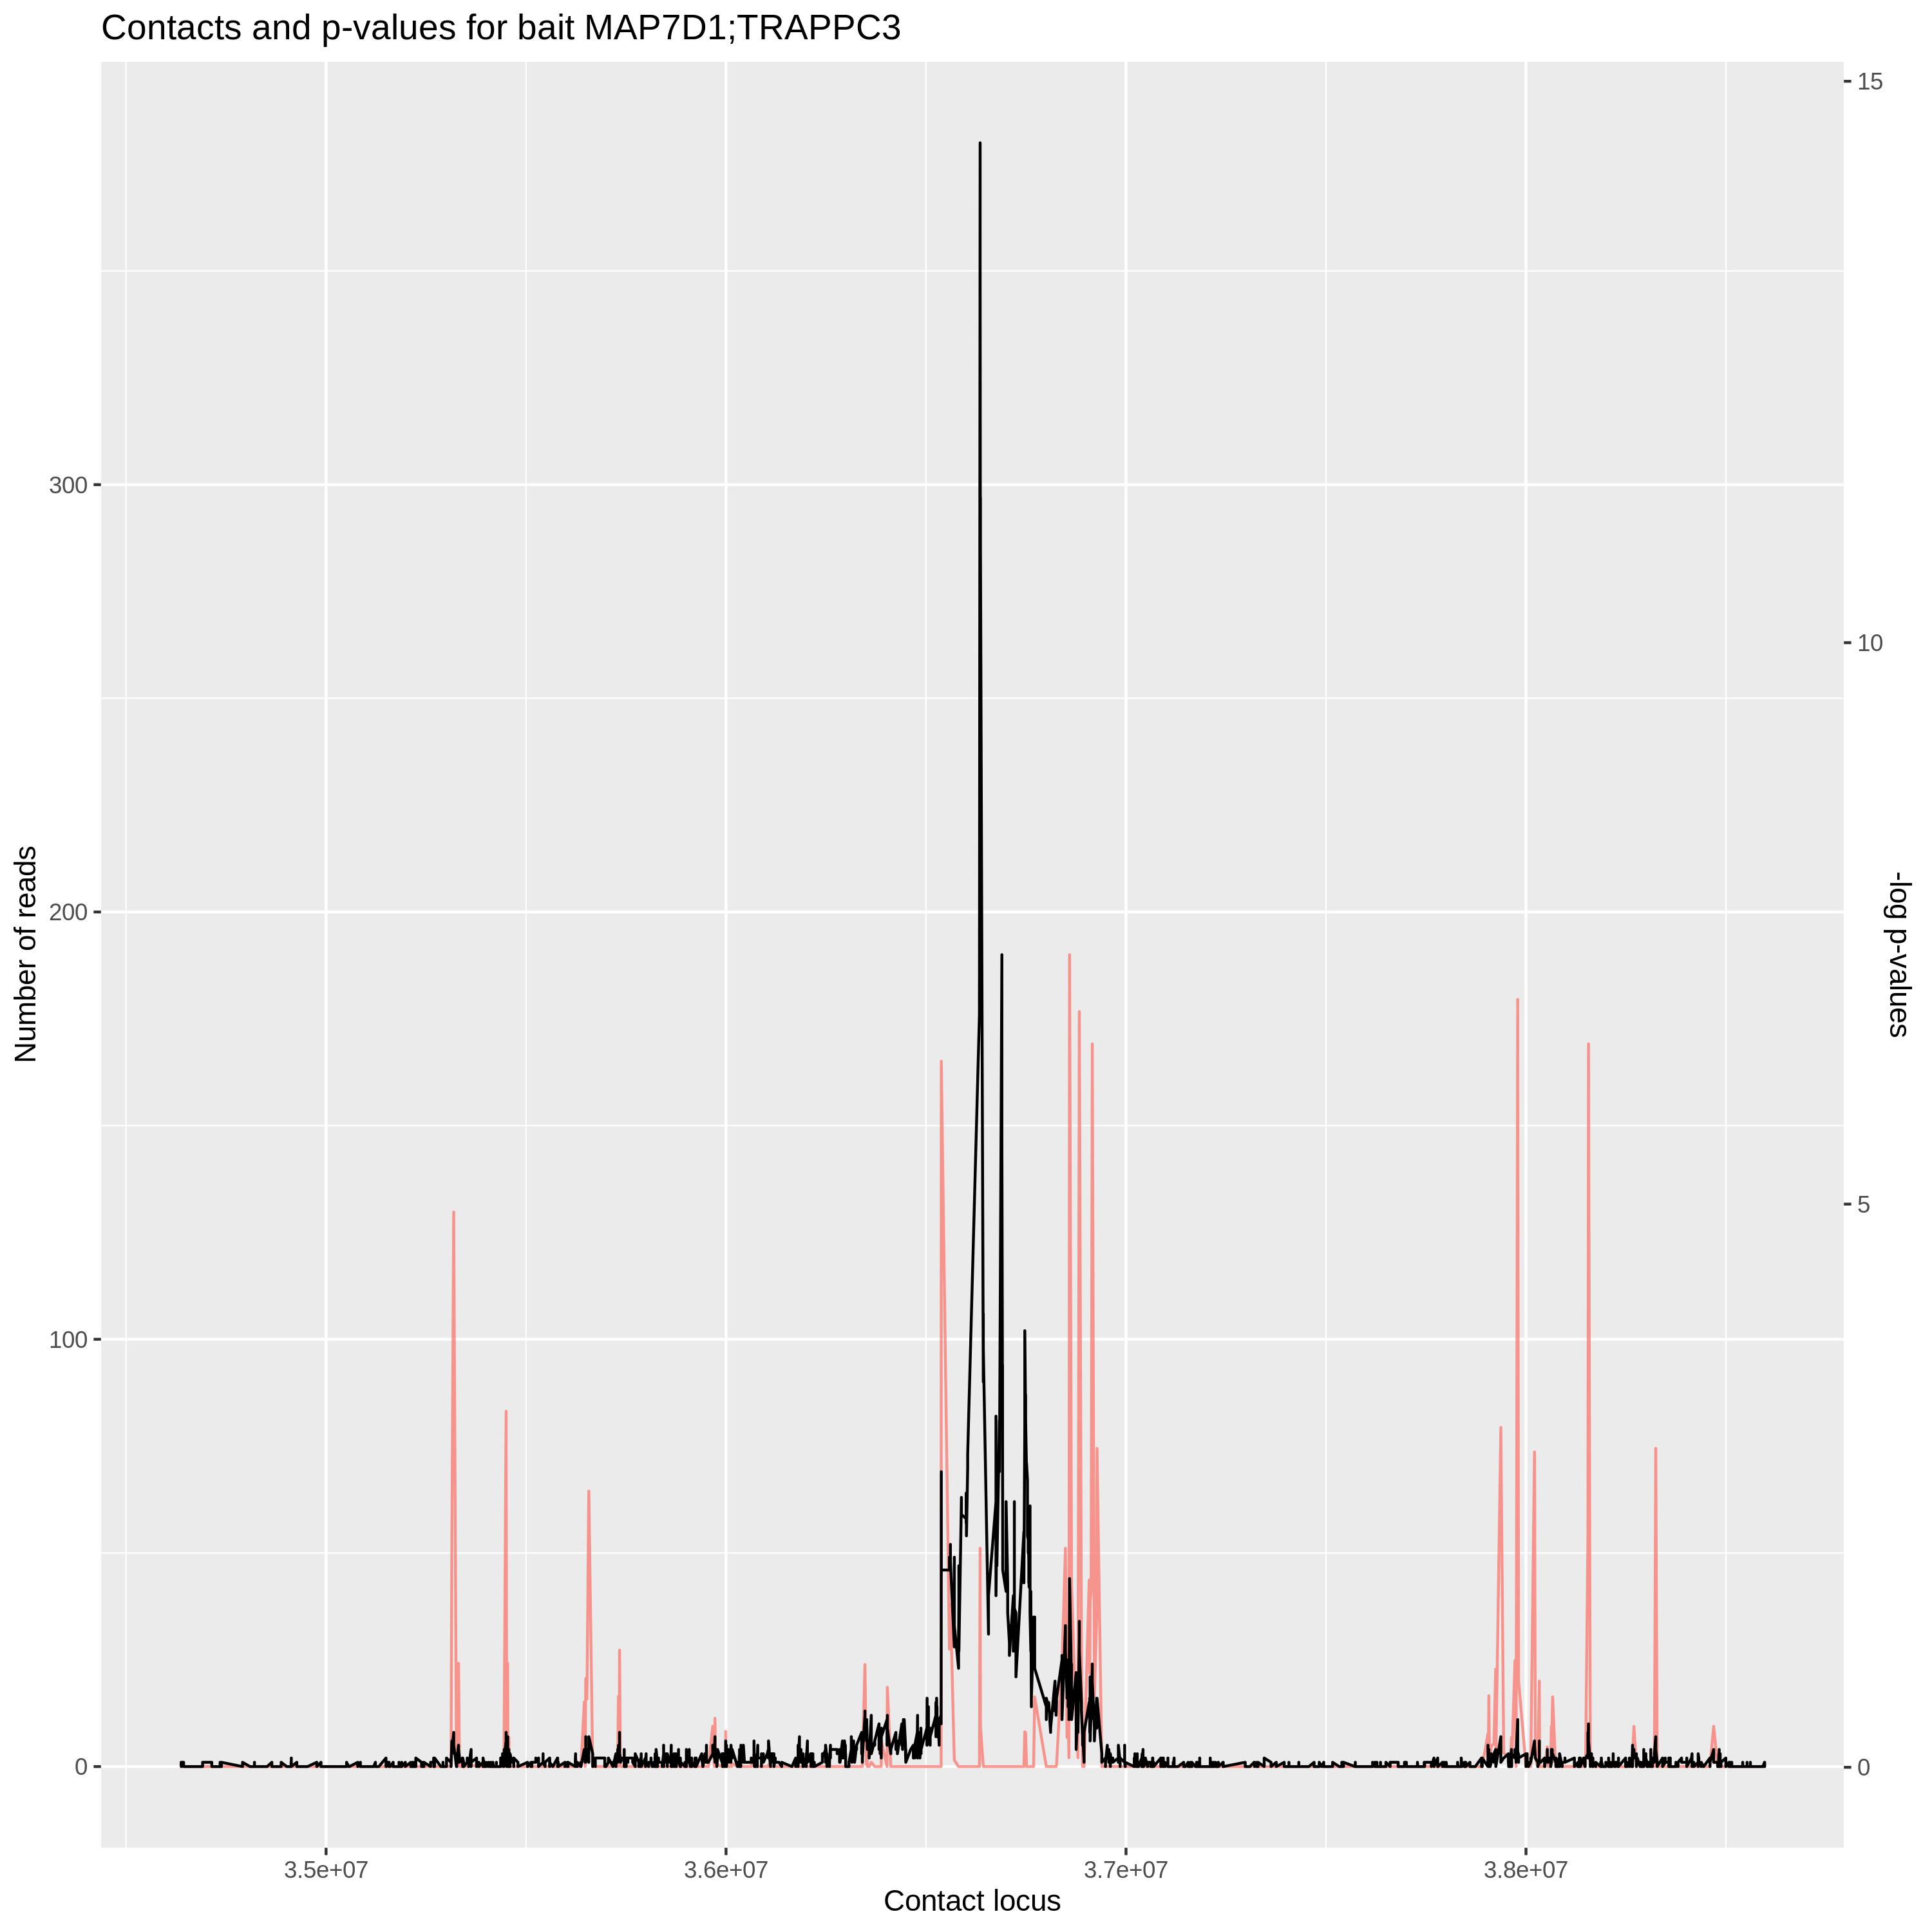 Contacts and p-values for bait MAP7D1;TRAPPC3
15
300
10
200
Number of reads
-log p-values
5
100
0
0
3.5e+07
3.6e+07
3.7e+07
3.8e+07
Contact locus